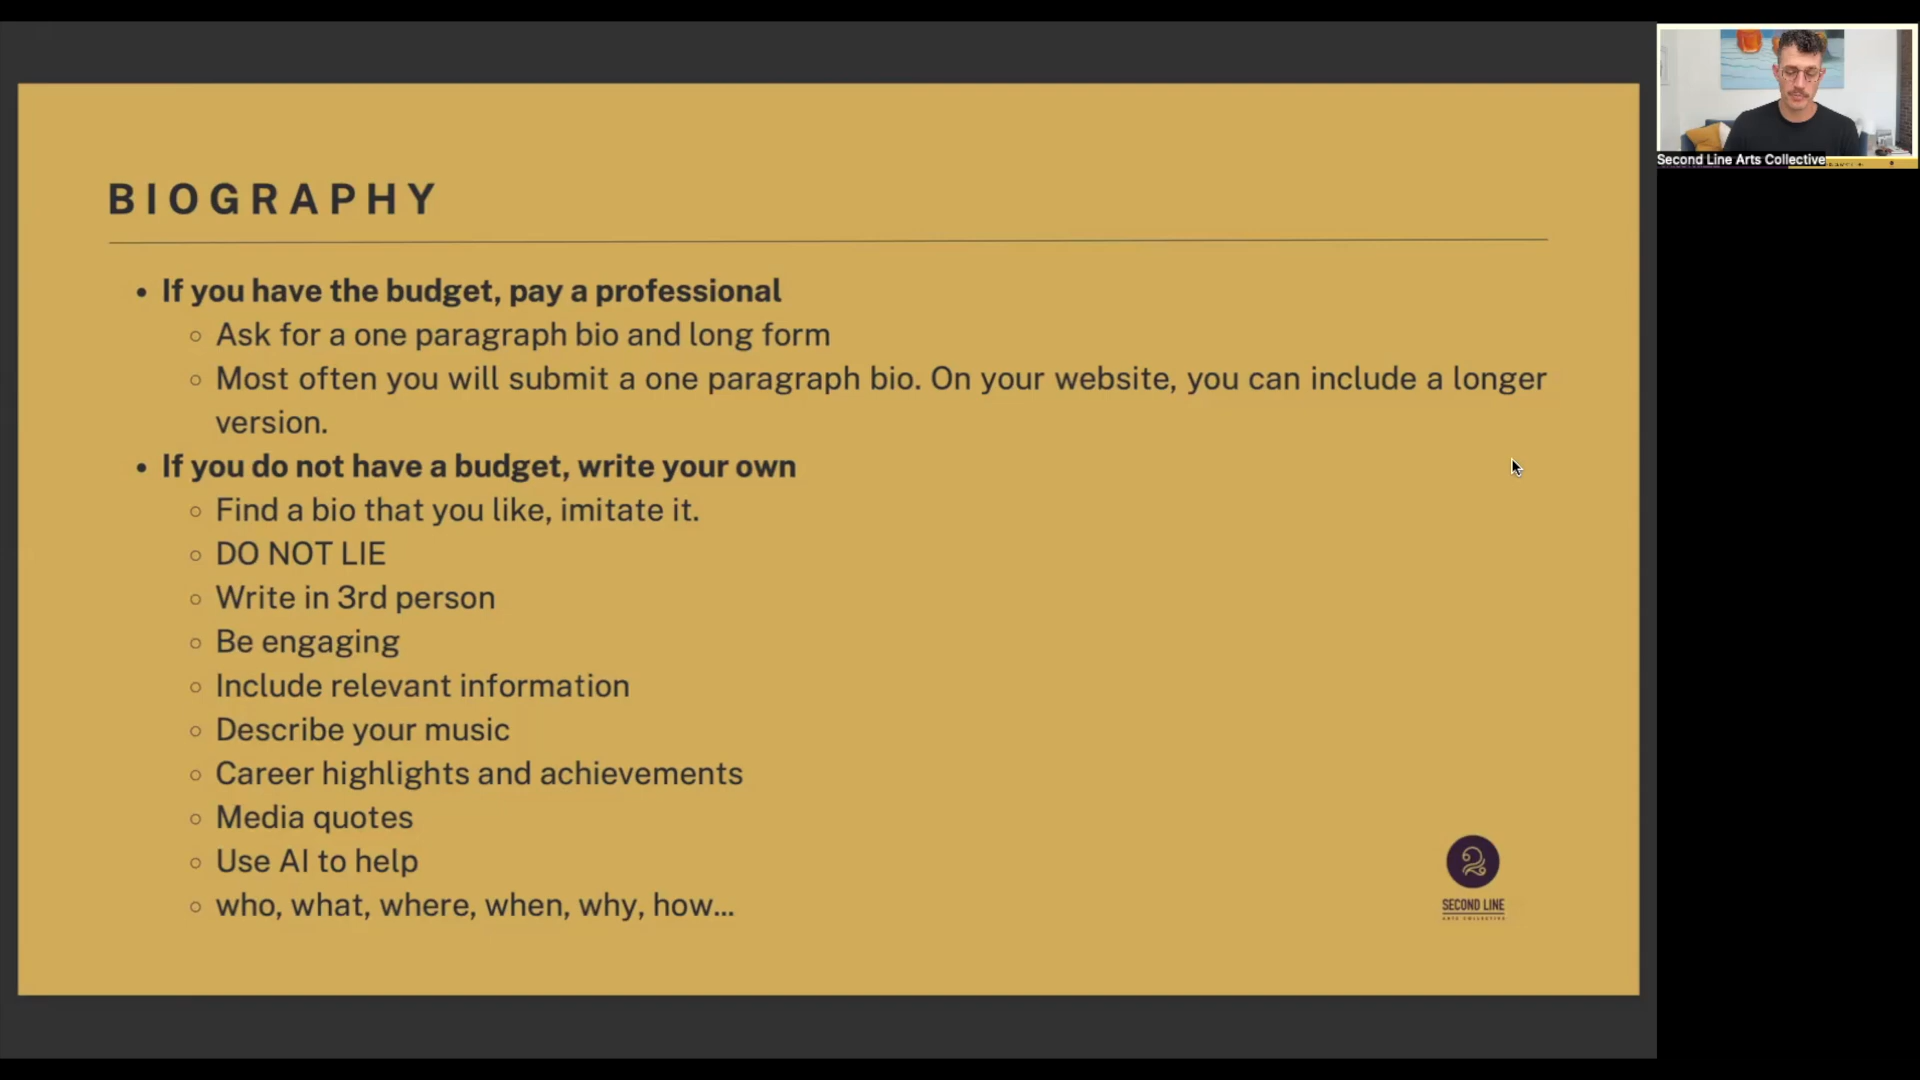 Second Line Arts Collective
BIOGRAPHY
• If you have the budget, pay a professional
○ Ask for a one paragraph bio and long form
○ Most often you will submit a one paragraph bio. On your website, you can include a longer
version.
• If you do not have a budget, write your own
○ Find a bio that you like, imitate it.
○ DO NOT LIE
○ Write in 3rd person
○ Be engaging
○ Include relevant information
○ Describe your music
○ Career highlights and achievements
○ Media quotes
○ Use AI to help
○ who, what, where, when, why, how...
SECOND LINE
ARTS COLLECTIVE